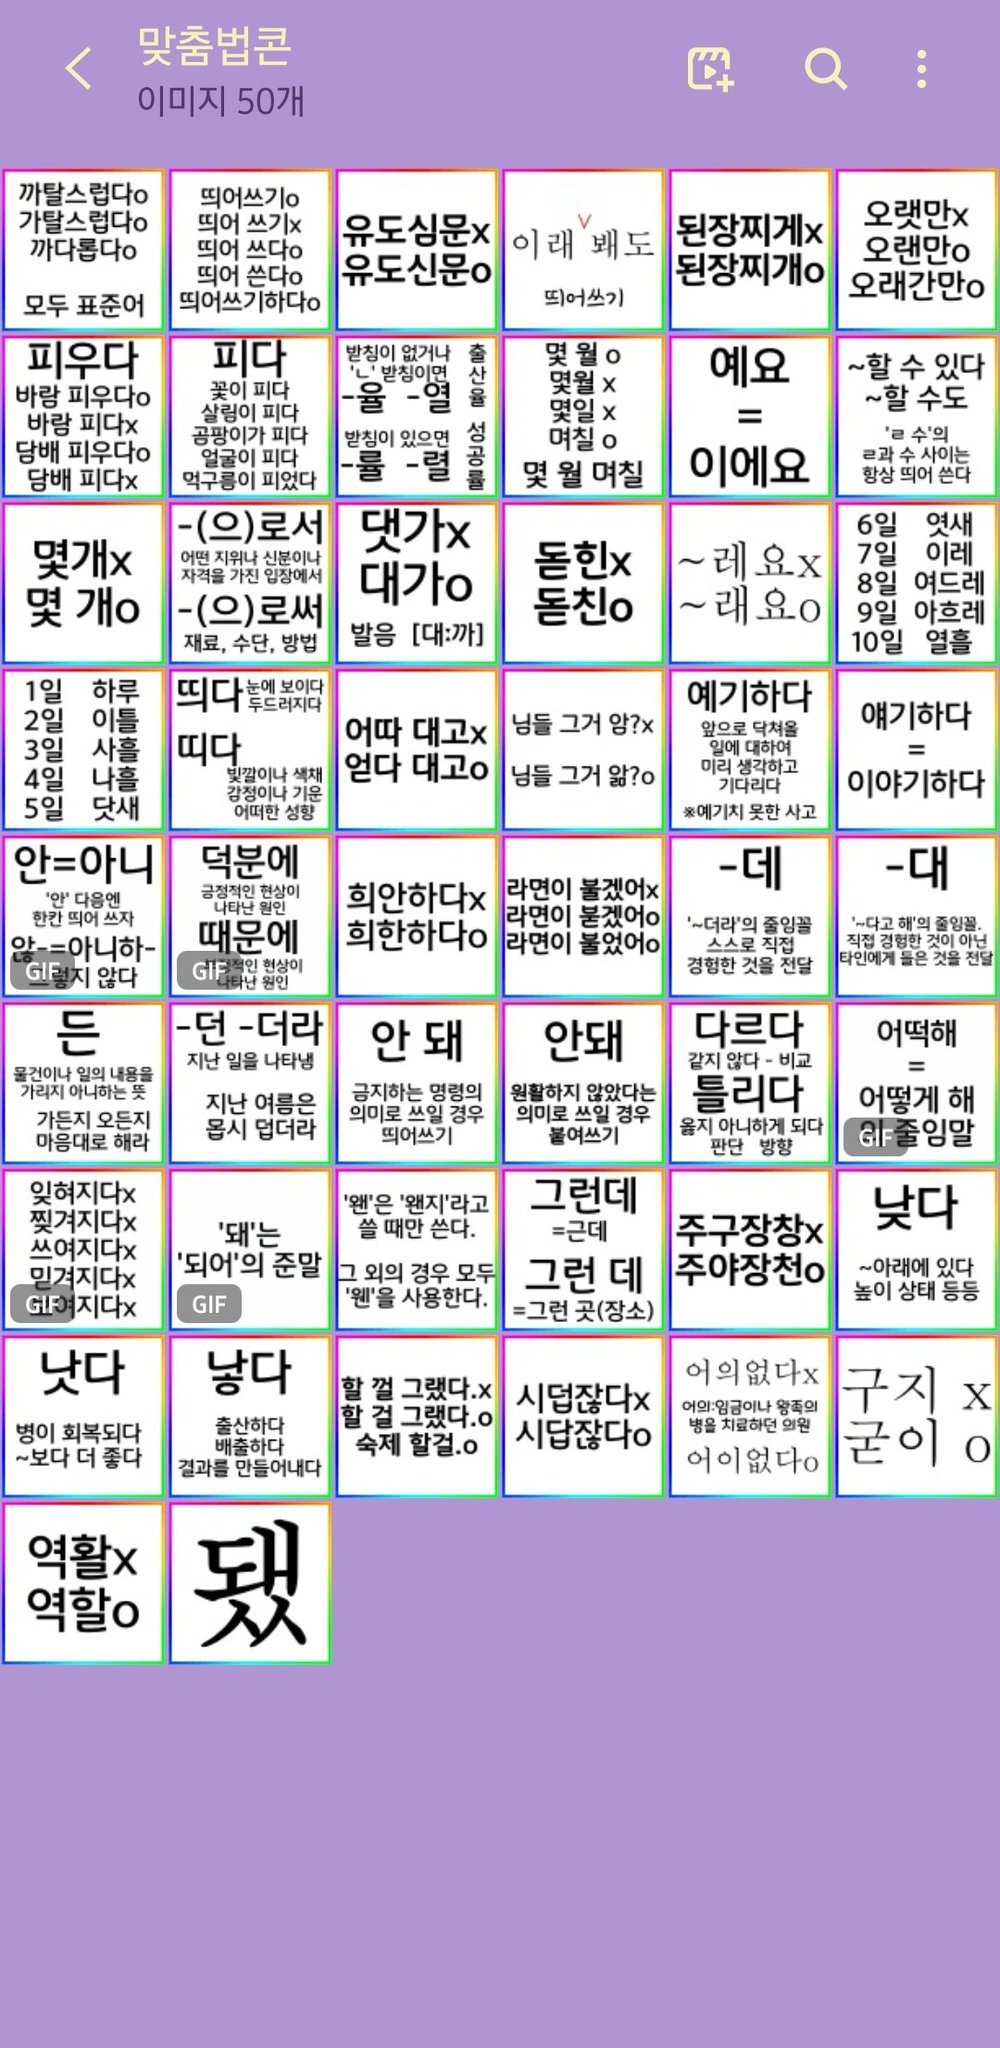 맞춤법콘
이미지 50개
까탈스럽다o
가탈스럽다o
까다롭다o
모두 표준어
띄어쓰기o
띄어 쓰기x
띄어 쓰다o
띄어 쓴다o
띄어쓰기하다o
유도심문x
유도신문o
이래 봬도
띄어쓰기
된장찌게x
된장찌개o
오랫만x
오랜만o
오래간만o
피우다
바람 피우다o
바람 피다x
담배 피우다o
담배 피다x
피다
꽃이 피다
살림이 피다
곰팡이가 피다
얼굴이 피다
먹구름이 피었다
받침이 없거나
'ㄴ' 받침이면
-율 -열
출산율
받침이 있으면
-률 -렬
성공률
몇 월 o
몇월 x
몇일 x
며칠 o
몇 월 며칠
예요
=
이에요
~할 수 있다
~할 수도
'ㄹ 수'의
ㄹ과 수 사이는
항상 띄어 쓴다
몇개x
몇 개o
-(으)로서
어떤 지위나 신분이나
자격을 가진 입장에서
-(으)로써
재료, 수단, 방법
댓가x
대가o
발음 [대:까]
돋힌x
돋친o
~레요x
~래요o
6일 엿새
7일 이레
8일 여드레
9일 아흐레
10일 열흘
1일 하루
2일 이틀
3일 사흘
4일 나흘
5일 닷새
띄다 눈에 보이다
두드러지다
띠다
빛깔이나 색채
감정이나 기운
어떠한 성향
어따 대고x
얻다 대고o
님들 그거 암?x
님들 그거 앎?o
예기하다
앞으로 닥쳐올
일에 대하여
미리 생각하고
기다리다
※예기치 못한 사고
얘기하다
=
이야기하다
안=아니
'안' 다음엔
한칸 띄어 쓰자
않-=아니하-
그렇지 않다
GIF
덕분에
긍정적인 현상이
나타난 원인
때문에
부정적인 현상이
나타난 원인
GIF
희안하다x
희한하다o
라면이 불겠어x
라면이 붇겠어o
라면이 불었어o
-데
'~더라'의 줄임꼴
스스로 직접
경험한 것을 전달
-대
'~다고 해'의 줄임꼴.
직접 경험한 것이 아닌
타인에게 들은 것을 전달
든
물건이나 일의 내용을
가리지 아니하는 뜻
가든지 오든지
마음대로 해라
-던 -더라
지난 일을 나타냄
지난 여름은
몹시 덥더라
안 돼
금지하는 명령의
의미로 쓰일 경우
띄어쓰기
안돼
원활하지 않았다는
의미로 쓰일 경우
붙여쓰기
다르다
같지 않다 - 비교
틀리다
옳지 아니하게 되다
판단 방향
어떡해
=
어떻게 해
의 줄임말
GIF
잊혀지다x
찢겨지다x
쓰여지다x
믿겨지다x
보여지다x
GIF
'돼'는
'되어'의 준말
GIF
'왠'은 '왠지'라고
쓸 때만 쓴다.
그 외의 경우 모두
'웬'을 사용한다.
그런데
=근데
그런 데
=그런 곳(장소)
주구장창x
주야장천o
낮다
~아래에 있다
높이 상태 등등
낫다
병이 회복되다
~보다 더 좋다
낳다
출산하다
배출하다
결과를 만들어내다
할 껄 그랬다.x
할 걸 그랬다.o
숙제 할걸.o
시덥잖다x
시답잖다o
어의없다x
어의:임금이나 왕족의
병을 치료하던 의원
어이없다o
구지 x
굳이 o
역활x
역할o
됐